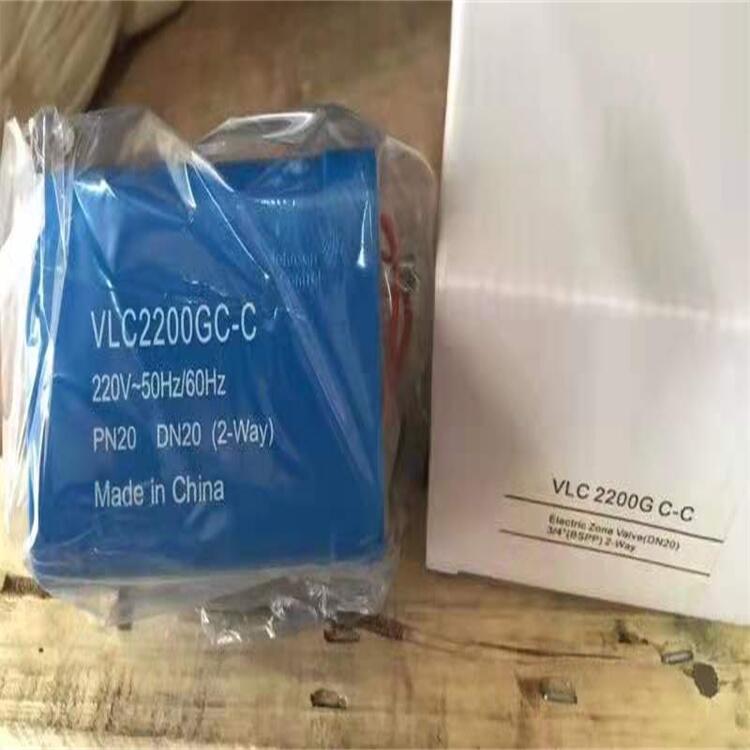 Johnson
VLC2200GC-C
220V~50Hz/60Hz
PN20 DN20 (2-Way)
Made in China
VLC 2200G C-C
Electric Zone Valve(DN20)
3/4"(BSPP) 2-Way